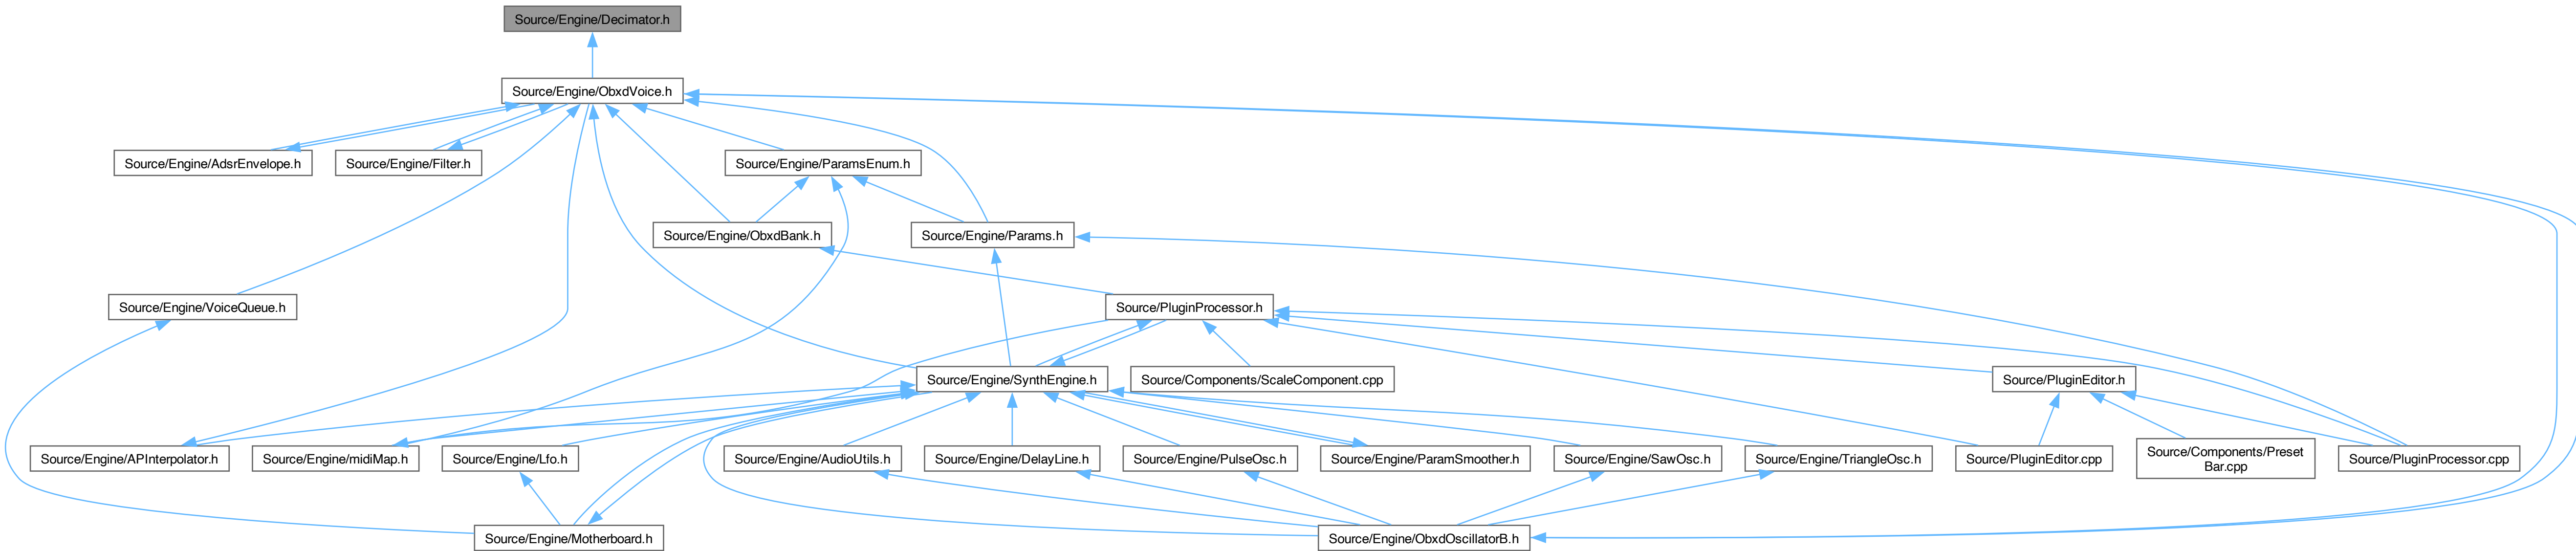 Source/Engine/Decimator.h
Source/Engine/ObxdVoice.h
Source/Engine/AdsrEnvelope.h
Source/Engine/Filter.h
Source/Engine/ParamsEnum.h
Source/Engine/ObxdBank.h
Source/Engine/Params.h
Source/Engine/VoiceQueue.h
Source/PluginProcessor.h
Source/Engine/SynthEngine.h
Source/Components/ScaleComponent.cpp
Source/PluginEditor.h
Source/Engine/APInterpolator.h
Source/Engine/midiMap.h
Source/Engine/Lfo.h
Source/Engine/AudioUtils.h
Source/Engine/DelayLine.h
Source/Engine/PulseOsc.h
Source/Engine/ParamSmoother.h
Source/Engine/SawOsc.h
Source/Engine/TriangleOsc.h
Source/PluginEditor.cpp
Source/Components/Preset
Bar.cpp
Source/PluginProcessor.cpp
Source/Engine/Motherboard.h
Source/Engine/ObxdOscillatorB.h